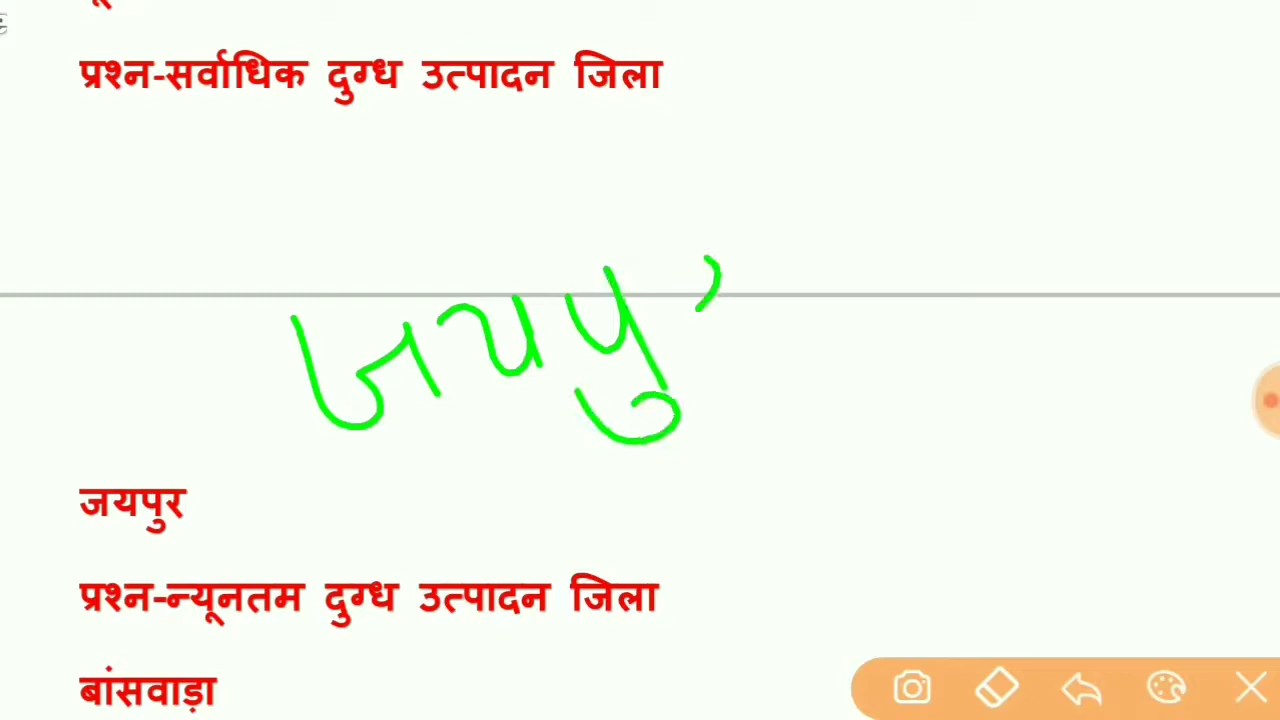 प्रश्न-सर्वाधिक दुग्ध उत्पादन जिला
जयपुर
जयपुर
प्रश्न-न्यूनतम दुग्ध उत्पादन जिला
बांसवाड़ा